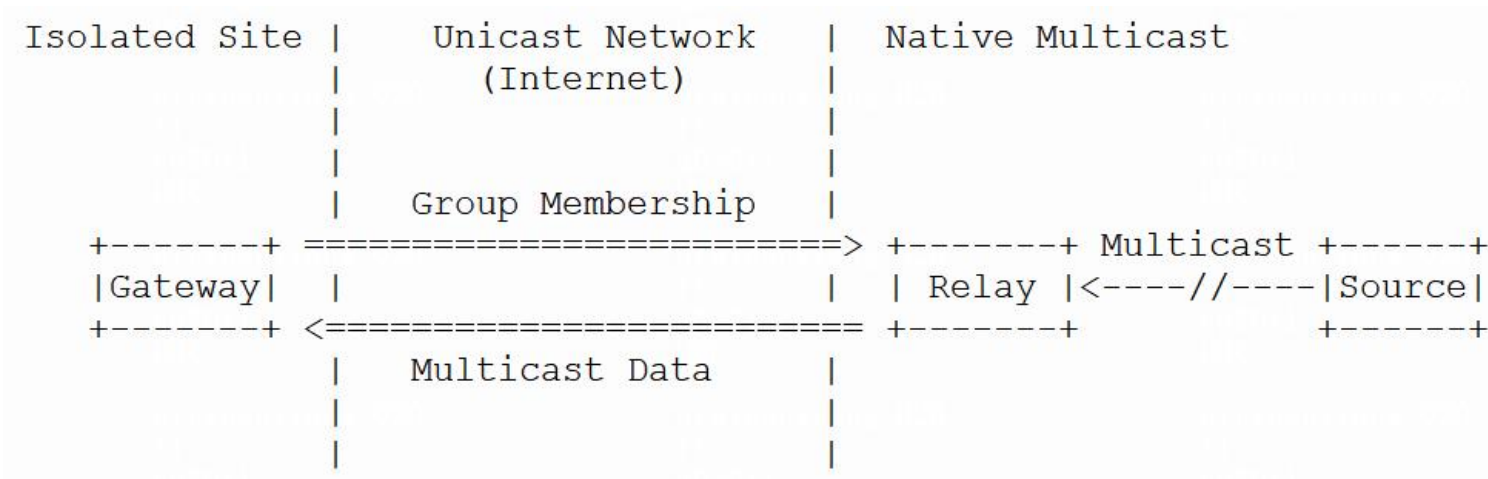 Isolated Site |     Unicast Network    |  Native Multicast
              |       (Internet)       |
              |                        |
              |                        |
              |    Group Membership    |
   +-------+ =========================> +-------+ Multicast +------+
   |Gateway|  |                        |  | Relay |<----//----|Source|
   +-------+ <========================= +-------+           +------+
              |    Multicast Data      |
              |                        |
              |                        |